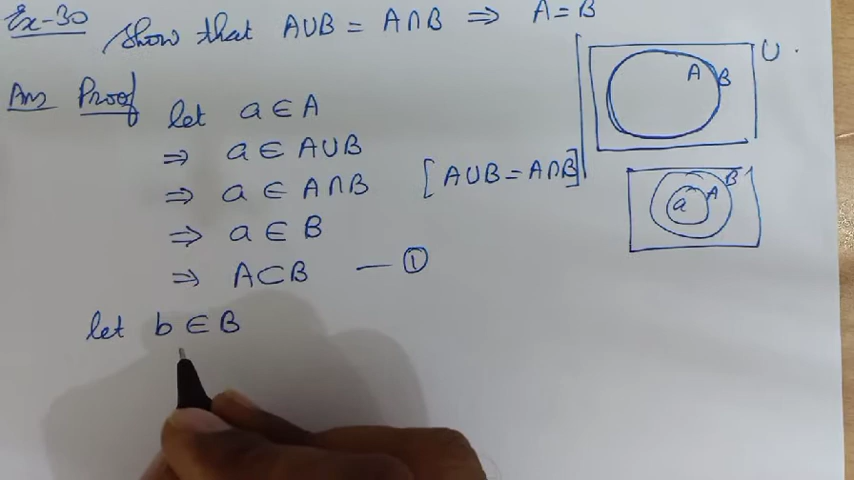 Ex-30 Show that A∪B = A∩B ⇒ A = B
Ans Proof let a ∈ A
⇒ a ∈ A∪B
⇒ a ∈ A∩B [A∪B = A∩B]
⇒ a ∈ B
⇒ A⊂B — ①
let b ∈ B
A B U
a A B